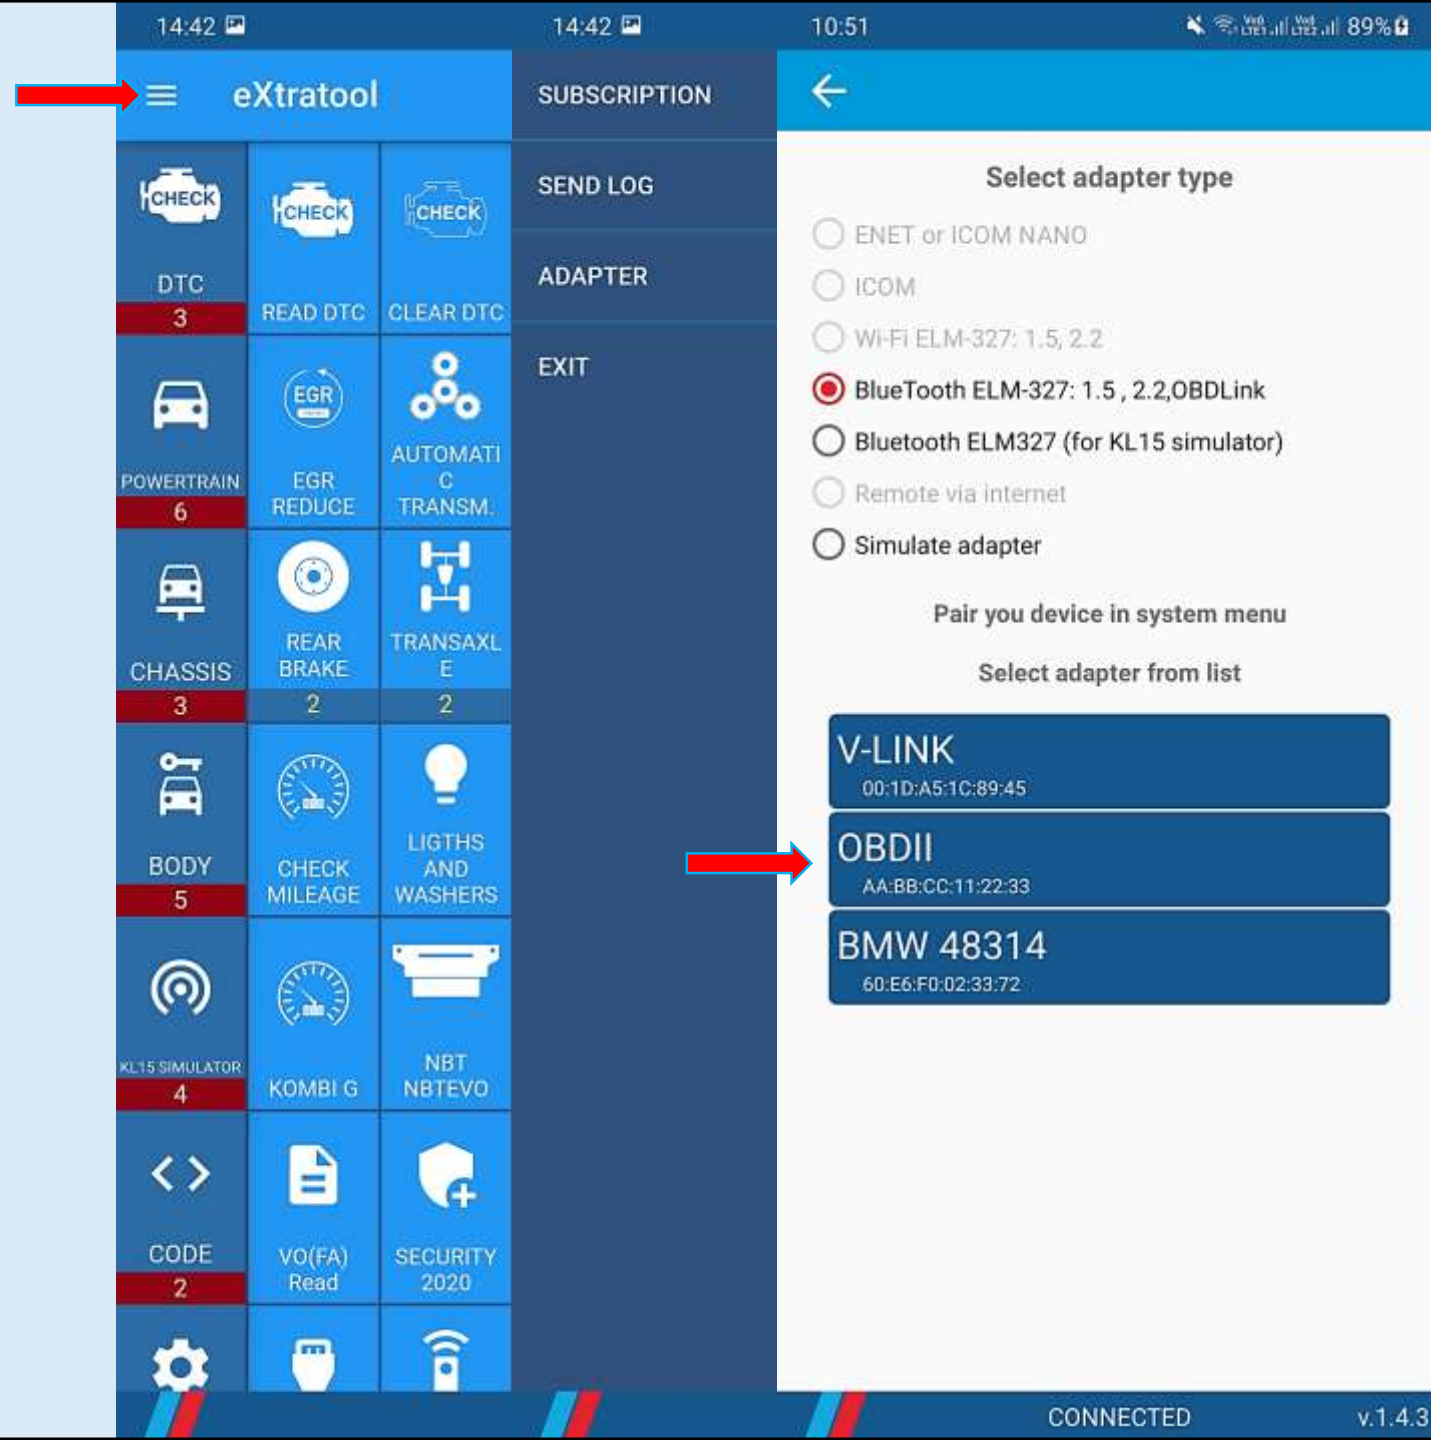 14:42
eXtratool
CHECK
DTC
3
CHECK
READ DTC
CHECK
CLEAR DTC
POWERTRAIN
6
EGR
EGR
REDUCE
AUTOMATI
C
TRANSM.
CHASSIS
3
REAR
BRAKE
2
TRANSAXL
E
2
BODY
5
CHECK
MILEAGE
LIGTHS
AND
WASHERS
KL15 SIMULATOR
4
KOMBI G
NBT
NBTEVO
CODE
2
VO(FA)
Read
SECURITY
2020
14:42
SUBSCRIPTION
SEND LOG
ADAPTER
EXIT
10:51
89%
Select adapter type
ENET or ICOM NANO
ICOM
Wi-Fi ELM-327: 1.5, 2.2
BlueTooth ELM-327: 1.5 , 2.2,OBDLink
Bluetooth ELM327 (for KL15 simulator)
Remote via internet
Simulate adapter
Pair you device in system menu
Select adapter from list
V-LINK
00:1D:A5:1C:89:45
OBDII
AA:BB:CC:11:22:33
BMW 48314
60:E6:F0:02:33:72
CONNECTED
v.1.4.3